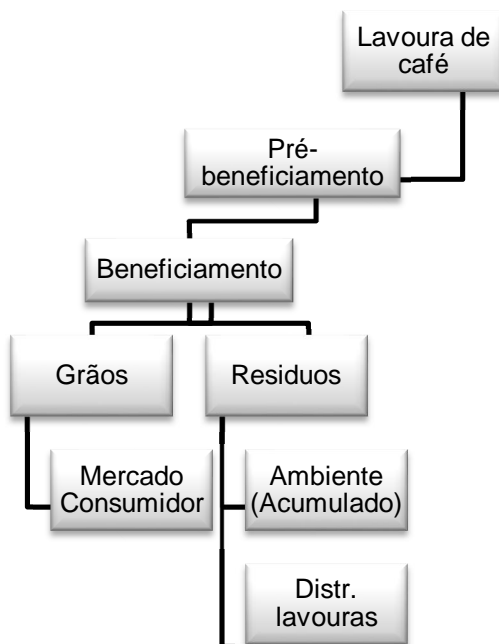 Lavoura de
café
Pré-
beneficiamento
Beneficiamento
Grãos
Residuos
Mercado
Consumidor
Ambiente
(Acumulado)
Distr.
lavouras